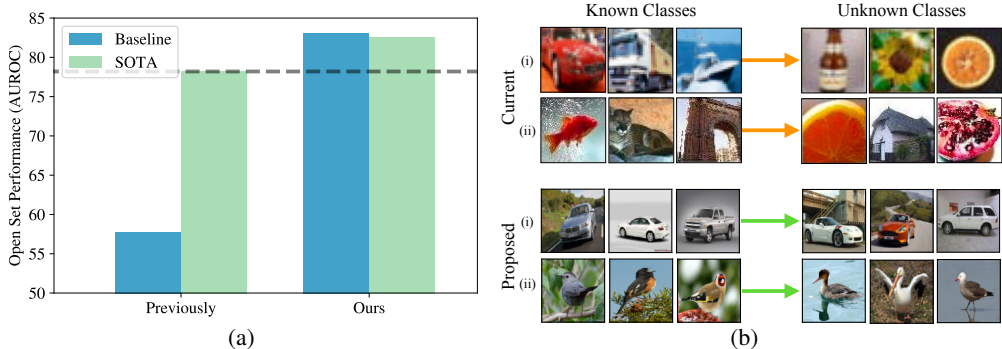 85
80
75
70
65
60
55
50
Open Set Performance (AUROC)
Baseline
SOTA
Previously
Ours
(a)
Known Classes
Unknown Classes
Current
(i)
(ii)
Proposed
(i)
(ii)
(b)